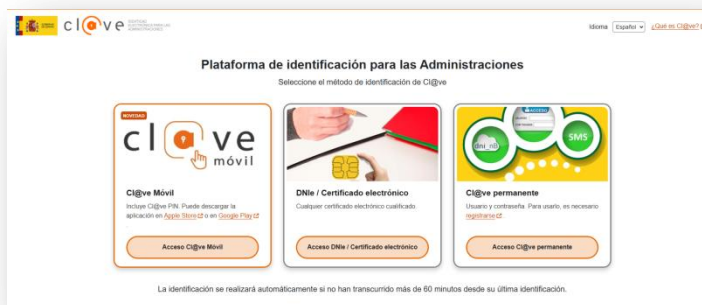 cl@ve
Idioma Español ¿Qué es Cl@ve?
Plataforma de identificación para las Administraciones
Seleccione el método de identificación de Cl@ve
NOVEDAD
cl@ve
móvil
ACCESO
dni_nif
SMS
Cl@ve Móvil
Incluye Cl@ve PIN. Puede descargar la
aplicación en Apple Store o en Google Play
Acceso Cl@ve Móvil
DNIe / Certificado electrónico
Cualquier certificado electrónico cualificado.
Acceso DNIe / Certificado electrónico
Cl@ve permanente
Usuario y contraseña. Para usarlo, es necesario
registrarse
Acceso Cl@ve permanente
La identificación se realizará automáticamente si no han transcurrido más de 60 minutos desde su última identificación.